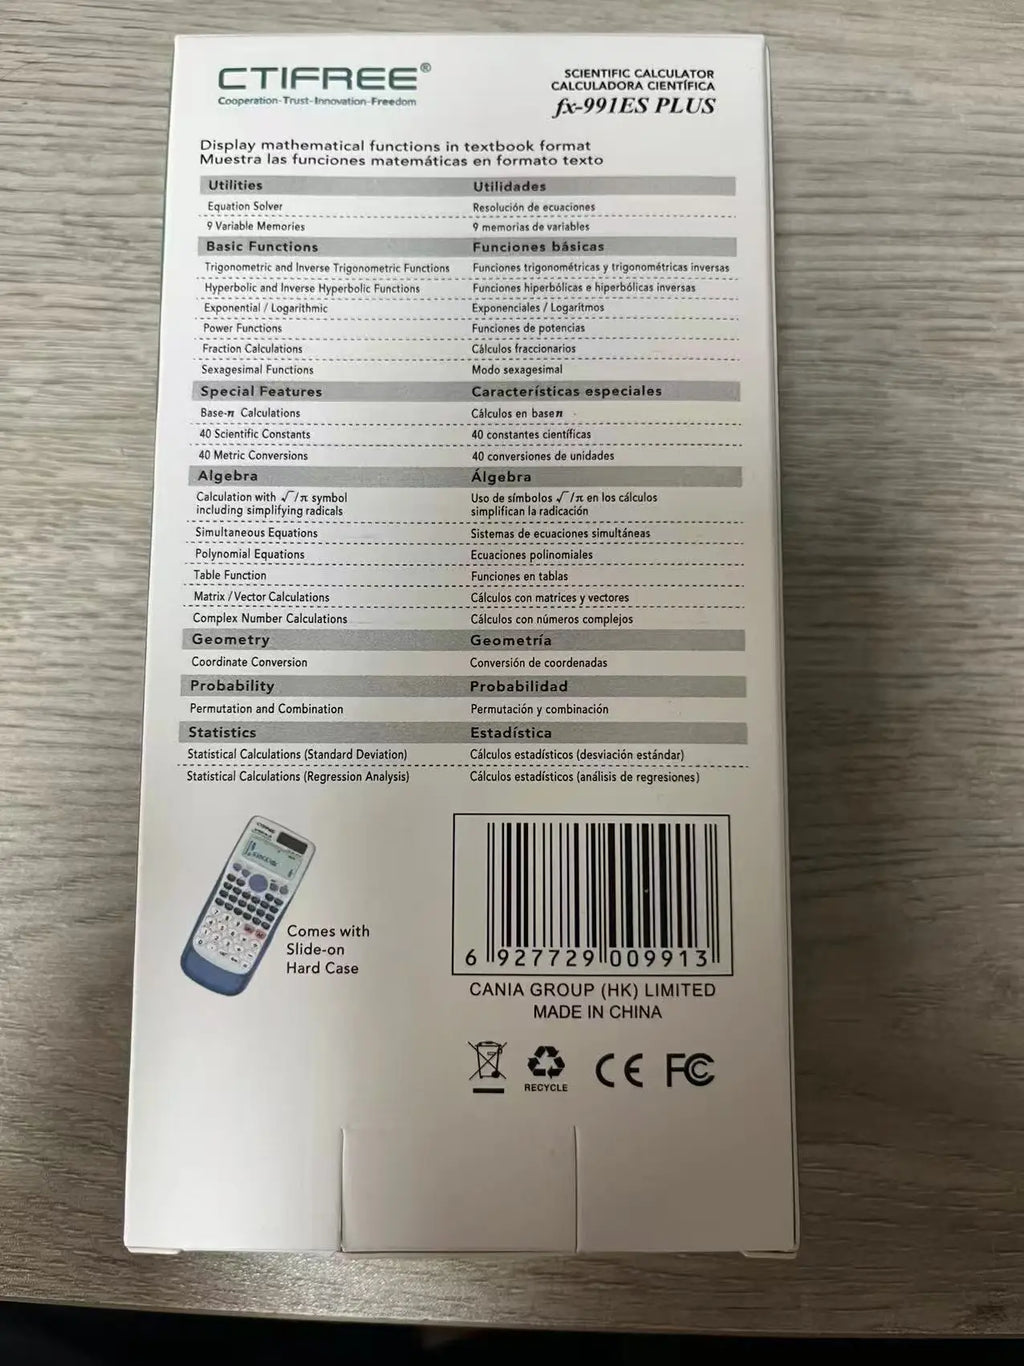 CTIFREE®
Cooperation-Trust-Innovation-Freedom
SCIENTIFIC CALCULATOR
CALCULADORA CIENTÍFICA
fx-991ES PLUS
Display mathematical functions in textbook format
Muestra las funciones matemáticas en formato texto
Utilities Utilidades
Equation Solver Resolución de ecuaciones
9 Variable Memories 9 memorias de variables
Basic Functions Funciones básicas
Trigonometric and Inverse Trigonometric Functions Funciones trigonométricas y trigonométricas inversas
Hyperbolic and Inverse Hyperbolic Functions Funciones hiperbólicas e hiperbólicas inversas
Exponential / Logarithmic Exponenciales / Logaritmos
Power Functions Funciones de potencias
Fraction Calculations Cálculos fraccionarios
Sexagesimal Functions Modo sexagesimal
Special Features Características especiales
Base-n Calculations Cálculos en base n
40 Scientific Constants 40 constantes científicas
40 Metric Conversions 40 conversiones de unidades
Algebra Álgebra
Calculation with √/π symbol Uso de símbolos √/π en los cálculos
including simplifying radicals simplifican la radicación
Simultaneous Equations Sistemas de ecuaciones simultáneas
Polynomial Equations Ecuaciones polinomiales
Table Function Funciones en tablas
Matrix / Vector Calculations Cálculos con matrices y vectores
Complex Number Calculations Cálculos con números complejos
Geometry Geometría
Coordinate Conversion Conversión de coordenadas
Probability Probabilidad
Permutation and Combination Permutación y combinación
Statistics Estadística
Statistical Calculations (Standard Deviation) Cálculos estadísticos (desviación estándar)
Statistical Calculations (Regression Analysis) Cálculos estadísticos (análisis de regresiones)
Comes with
Slide-on
Hard Case
6 927729 009913
CANIA GROUP (HK) LIMITED
MADE IN CHINA
RECYCLE
CE FC